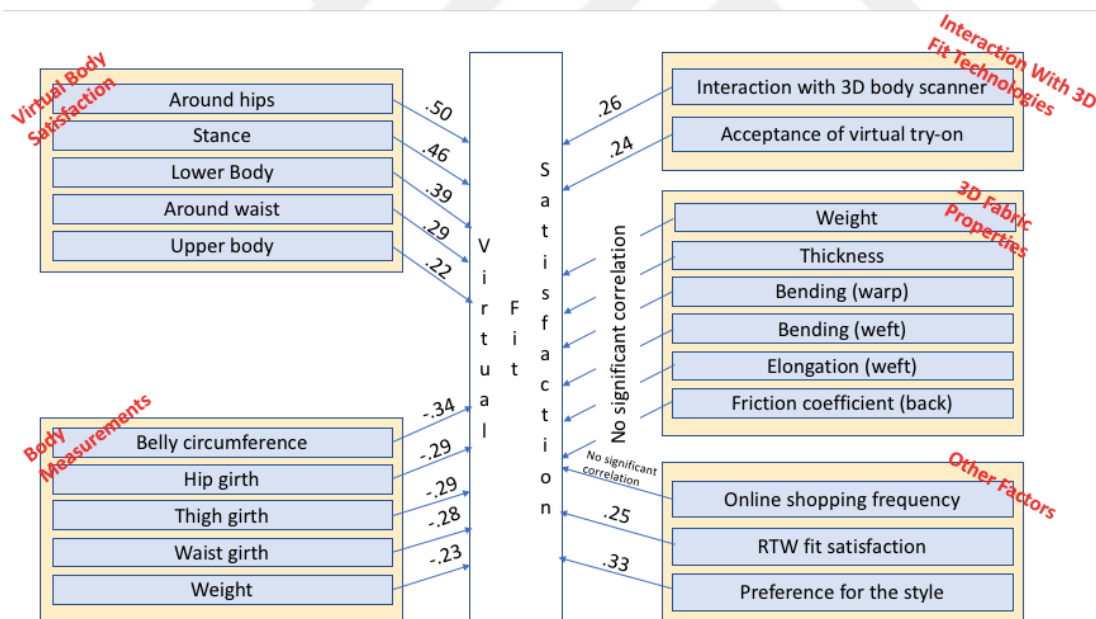 Virtual Body
Satisfaction
Around hips
Stance
Lower Body
Around waist
Upper body
.50
.46
.39
.29
.22
Body
Measurements
Belly circumference
Hip girth
Thigh girth
Waist girth
Weight
-.34
-.29
-.29
-.28
-.23
Virtual
Fit
Satisfaction
Interaction With 3D
Fit Technologies
Interaction with 3D body scanner
Acceptance of virtual try-on
.26
.24
3D Fabric
Properties
Weight
Thickness
Bending (warp)
Bending (weft)
Elongation (weft)
Friction coefficient (back)
No significant correlation
Other Factors
Online shopping frequency
RTW fit satisfaction
Preference for the style
No significant
correlation
.25
.33